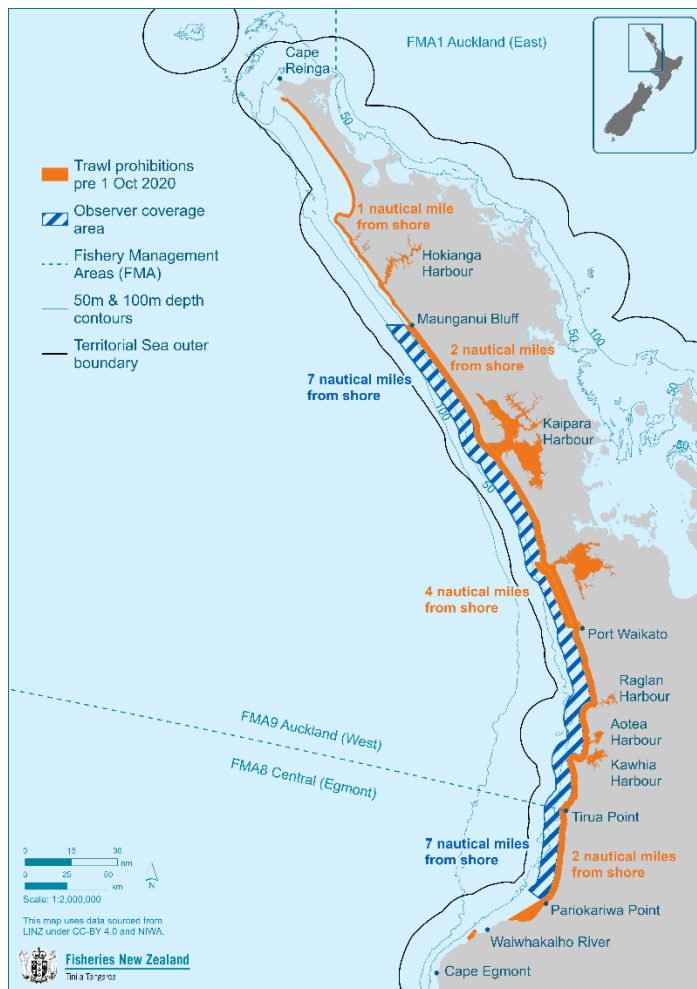 FMA1 Auckland (East)
Cape
Reinga
50
Trawl prohibitions
pre 1 Oct 2020
Observer coverage
area
Fishery Management
Areas (FMA)
50m & 100m depth
contours
Territorial Sea outer
boundary
1 nautical mile
from shore
Hokianga
Harbour
Maunganui Bluff
100
50
50
2 nautical miles
from shore
7 nautical miles
from shore
100
Kaipara
Harbour
50
4 nautical miles
from shore
Port Waikato
Raglan
Harbour
Aotea
Harbour
Kawhia
Harbour
FMA9 Auckland (West)
FMA8 Central (Egmont)
Tirua Point
7 nautical miles
from shore
2 nautical miles
from shore
Pariokariwa Point
Waiwhakaiho River
Cape Egmont
0 15 30
nm
0 25 50
km
N
Scale: 1:2,000,000
This map uses data sourced from
LINZ under CC-BY 4.0 and NIWA.
Fisheries New Zealand
Tini a Tangaroa